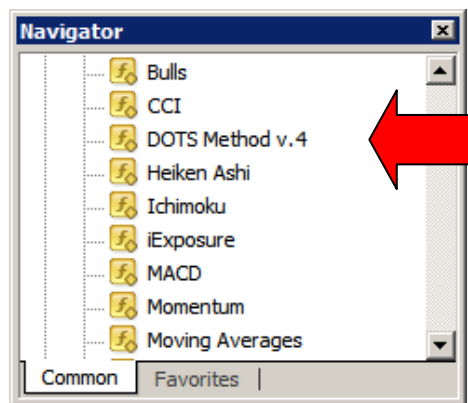 Navigator
Bulls
CCI
DOTS Method v.4
Heiken Ashi
Ichimoku
iExposure
MACD
Momentum
Moving Averages
Common Favorites